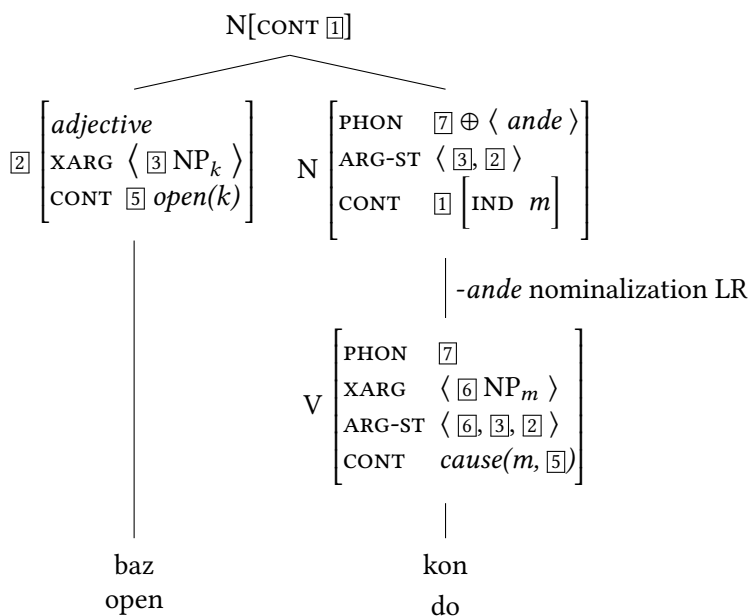 N[CONT 1]
2 adjective
XARG ⟨ 3 NPk ⟩
CONT 5 open(k)
N PHON 7 ⊕ ⟨ ande ⟩
ARG-ST ⟨ 3, 2 ⟩
CONT 1 [IND m]
-ande nominalization LR
V PHON 7
XARG ⟨ 6 NPm ⟩
ARG-ST ⟨ 6, 3, 2 ⟩
CONT cause(m, 5)
baz kon
open do